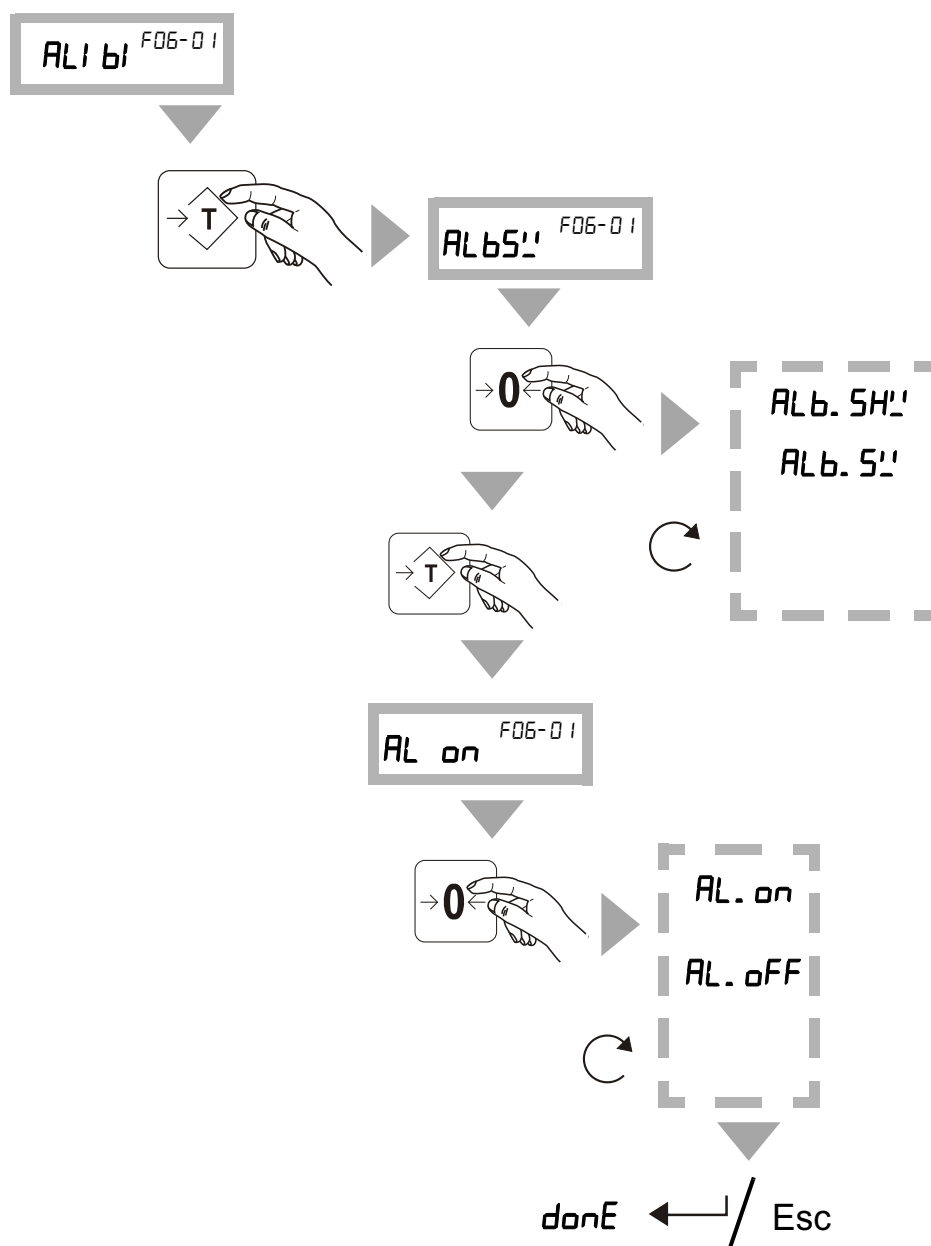 ALIbI F06-01
T
ALbSW F06-01
0
ALb. SHW
ALb. SW
T
AL on F06-01
0
AL. on
AL. oFF
donE / Esc